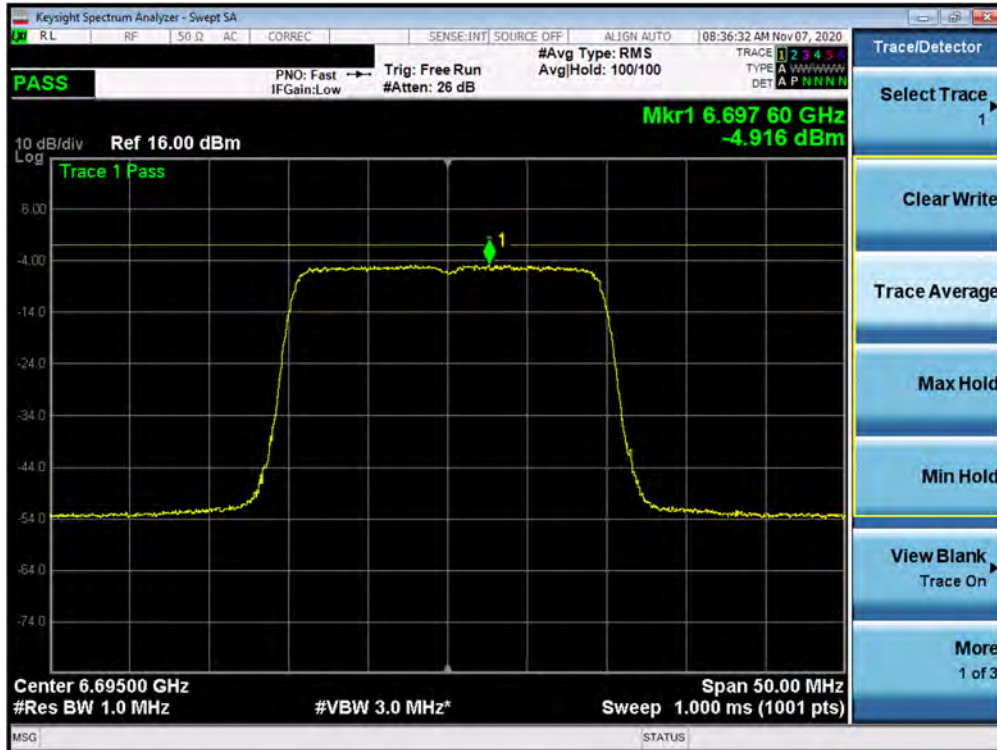 Keysight Spectrum Analyzer - Swept SA
LXI RL RF 50 Ω AC CORREC SENSE:INT SOURCE OFF ALIGN AUTO 08:36:32 AM Nov 07, 2020
PASS
PNO: Fast
IFGain:Low
Trig: Free Run
#Atten: 26 dB
#Avg Type: RMS
Avg|Hold: 100/100
TRACE 1 2 3 4 5 6
TYPE A WWWWW
DET A P N N N N
Mkr1 6.697 60 GHz
-4.916 dBm
10 dB/div Ref 16.00 dBm
Log
Trace 1 Pass
1
6.00
-4.00
-14.0
-24.0
-34.0
-44.0
-54.0
-64.0
-74.0
Center 6.69500 GHz
Span 50.00 MHz
#Res BW 1.0 MHz
#VBW 3.0 MHz*
Sweep 1.000 ms (1001 pts)
MSG
STATUS
Trace/Detector
Select Trace
1
Clear Write
Trace Average
Max Hold
Min Hold
View Blank
Trace On
More
1 of 3